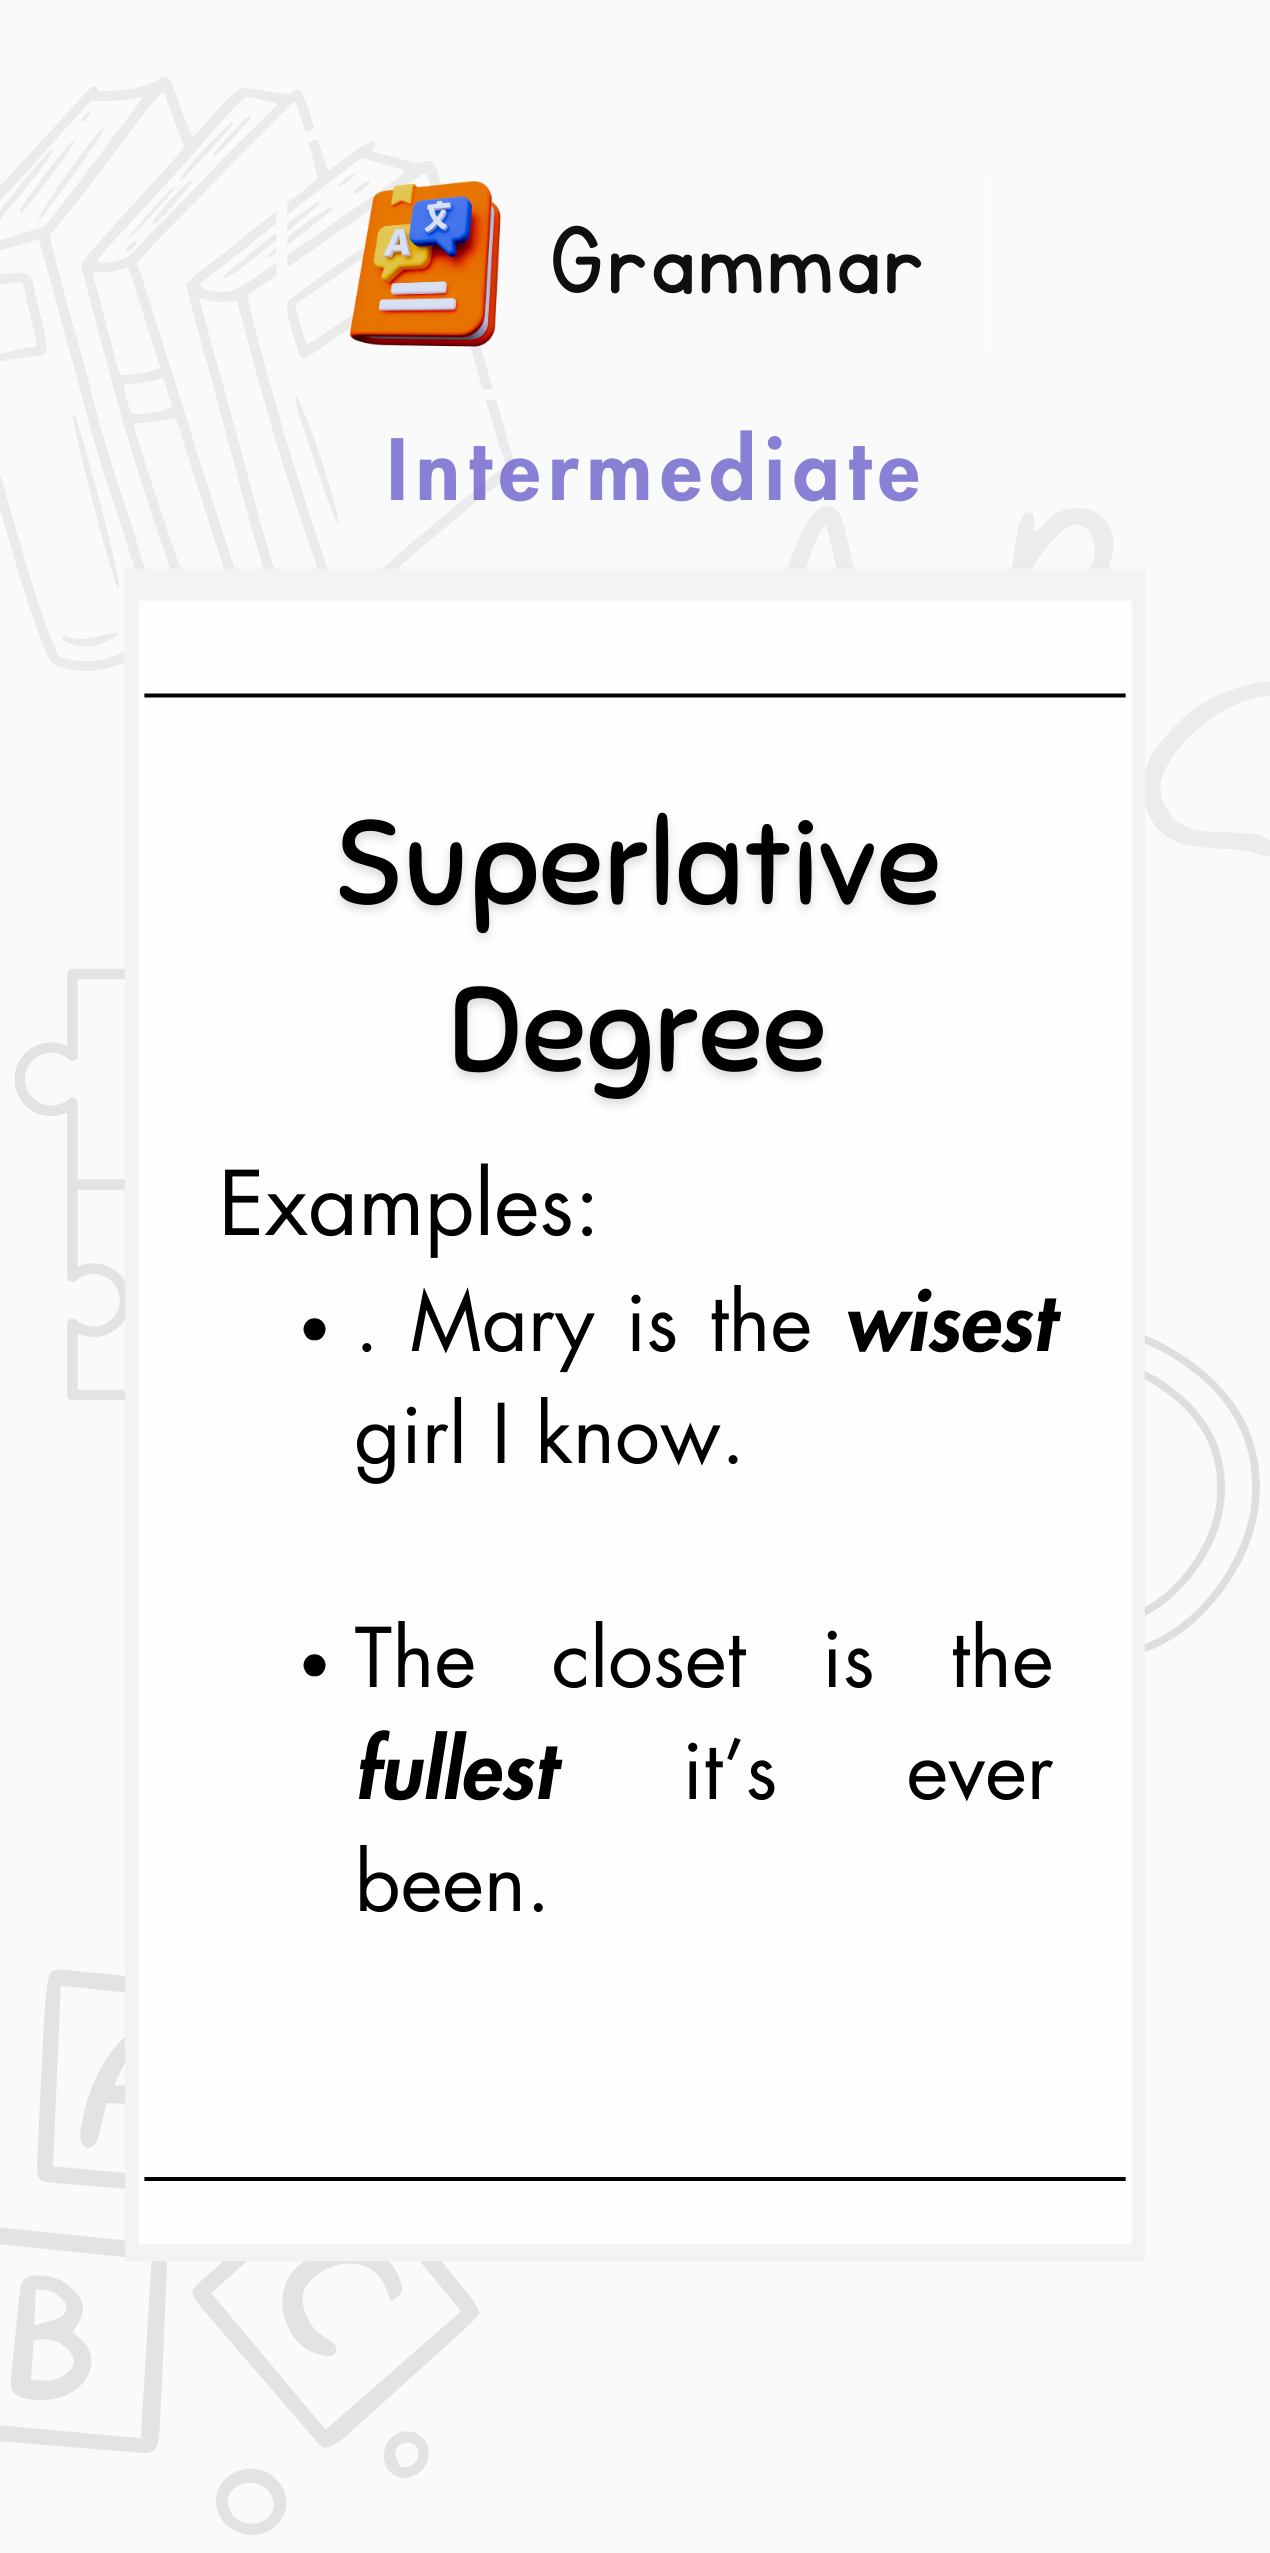 A 文
Grammar
Intermediate
Superlative
Degree
Examples:
• . Mary is the wisest
girl I know.
• The closet is the
fullest it’s ever
been.
A
B
C